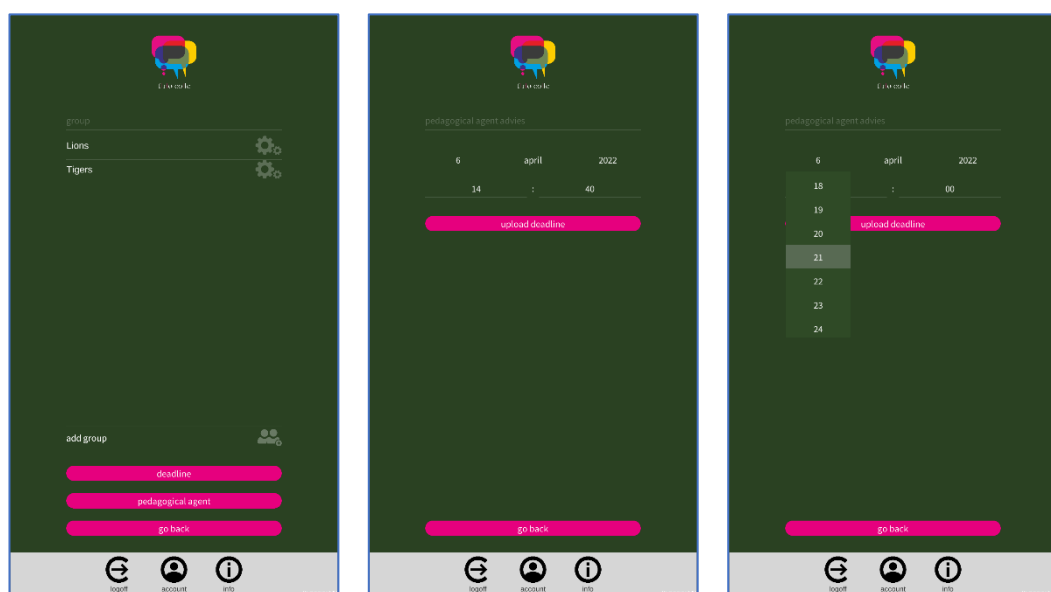 group
Lions
Tigers
add group
deadline
pedagogical agent
go back
logoff account info
pedagogical agent advies
6 april 2022
14 : 40
upload deadline
go back
logoff account info
pedagogical agent advies
6 april 2022
18 : 00
19
20
upload deadline
21
22
23
24
go back
logoff account info